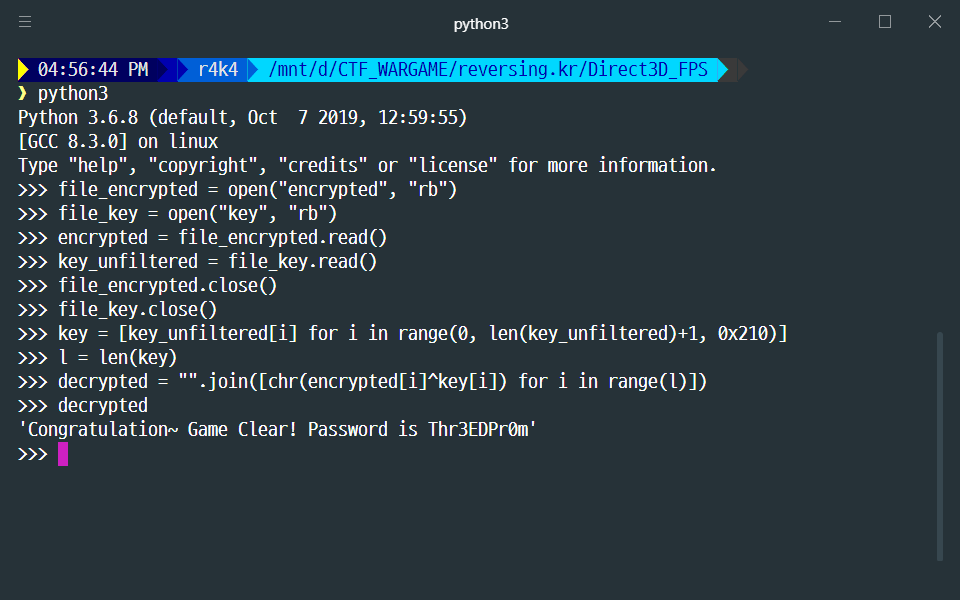 python3
04:56:44 PM r4k4 /mnt/d/CTF_WARGAME/reversing.kr/Direct3D_FPS
❯ python3
Python 3.6.8 (default, Oct  7 2019, 12:59:55)
[GCC 8.3.0] on linux
Type "help", "copyright", "credits" or "license" for more information.
>>> file_encrypted = open("encrypted", "rb")
>>> file_key = open("key", "rb")
>>> encrypted = file_encrypted.read()
>>> key_unfiltered = file_key.read()
>>> file_encrypted.close()
>>> file_key.close()
>>> key = [key_unfiltered[i] for i in range(0, len(key_unfiltered)+1, 0x210)]
>>> l = len(key)
>>> decrypted = "".join([chr(encrypted[i]^key[i]) for i in range(l)])
>>> decrypted
'Congratulation~ Game Clear! Password is Thr3EDPr0m'
>>>